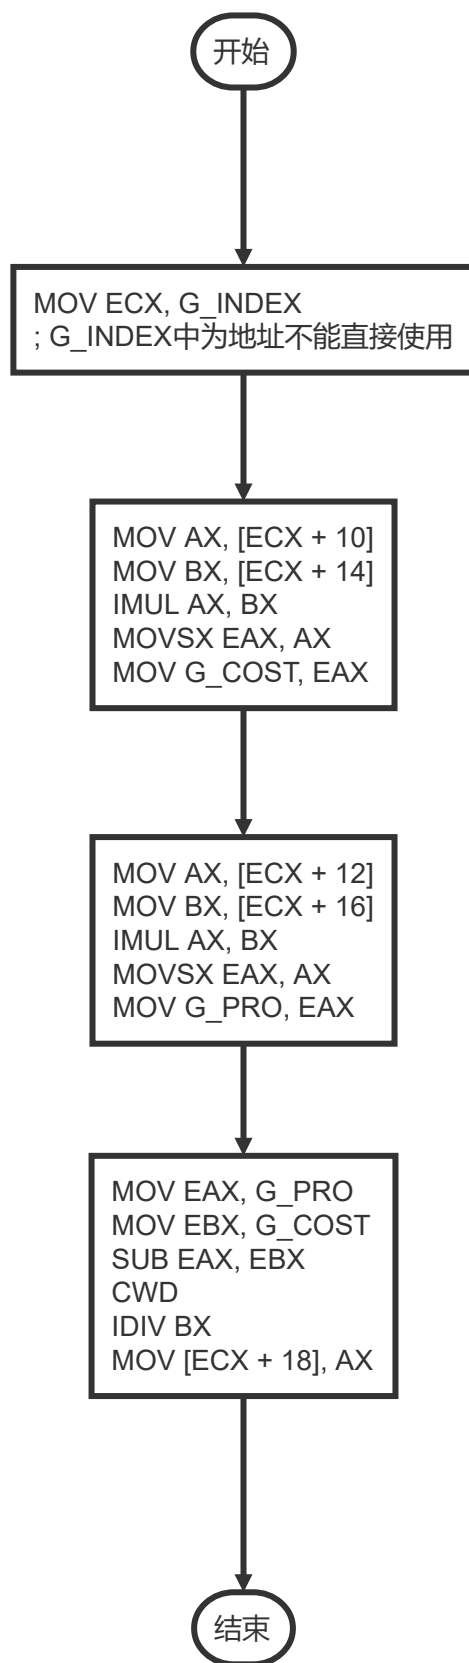 开始
MOV ECX, G_INDEX
; G_INDEX中为地址不能直接使用
MOV AX, [ECX + 10]
MOV BX, [ECX + 14]
IMUL AX, BX
MOVSX EAX, AX
MOV G_COST, EAX
MOV AX, [ECX + 12]
MOV BX, [ECX + 16]
IMUL AX, BX
MOVSX EAX, AX
MOV G_PRO, EAX
MOV EAX, G_PRO
MOV EBX, G_COST
SUB EAX, EBX
CWD
IDIV BX
MOV [ECX + 18], AX
结束